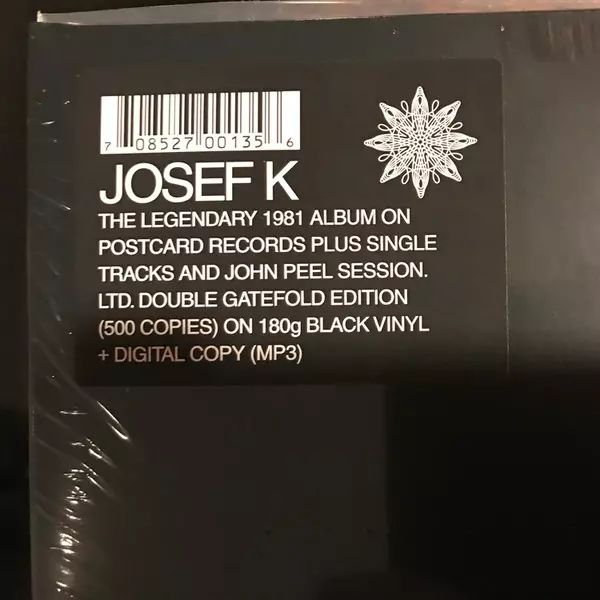 7 08527 00135 6
JOSEF K
THE LEGENDARY 1981 ALBUM ON
POSTCARD RECORDS PLUS SINGLE
TRACKS AND JOHN PEEL SESSION.
LTD. DOUBLE GATEFOLD EDITION
(500 COPIES) ON 180g BLACK VINYL
+ DIGITAL COPY (MP3)